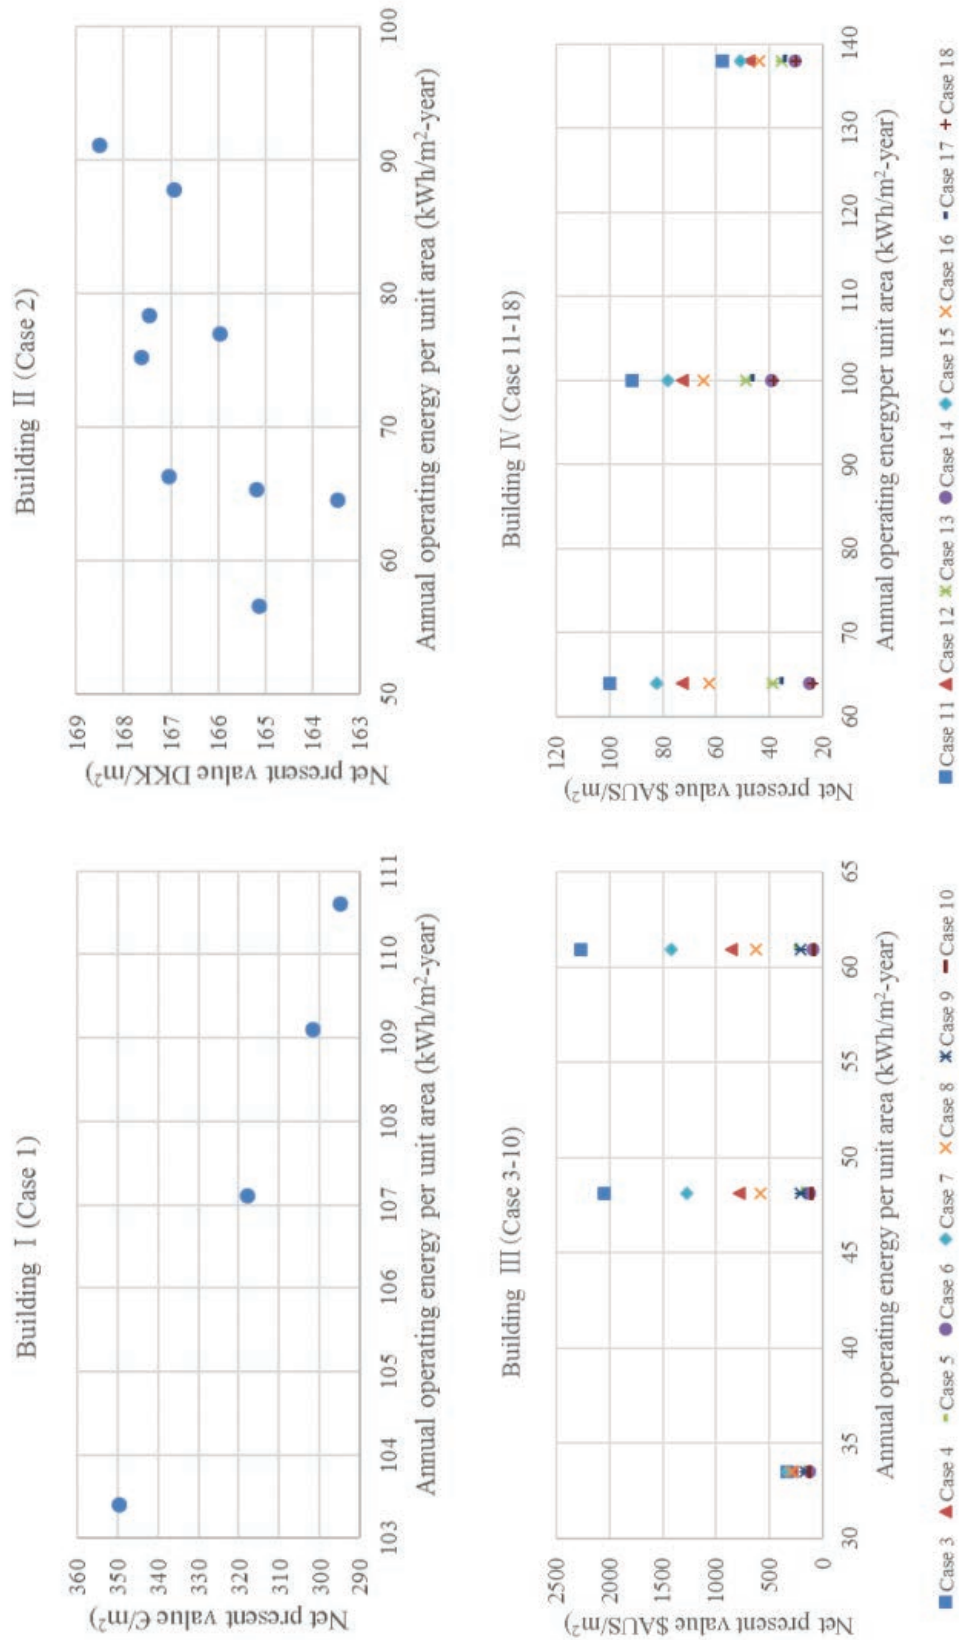 Building I (Case 1)
Net present value €/m²)
360
350
340
330
320
310
300
290
103 104 105 106 107 108 109 110 111
Annual operating energy per unit area (kWh/m²-year)
Building II (Case 2)
Net present value DKK/m²)
169
168
167
166
165
164
163
50 60 70 80 90 100
Annual operating energy per unit area (kWh/m²-year)
Building III (Case 3-10)
Net present value $AUS/m²)
2500
2000
1500
1000
500
0
30 35 40 45 50 55 60 65
Annual operating energy per unit area (kWh/m²-year)
Case 3 Case 4 Case 5 Case 6 Case 7 Case 8 Case 9 Case 10
Building IV (Case 11-18)
Net present value $AUS/m²)
120
100
80
60
40
20
60 70 80 90 100 110 120 130 140
Annual operating energyper unit area (kWh/m²-year)
Case 11 Case 12 Case 13 Case 14 Case 15 Case 16 Case 17 Case 18